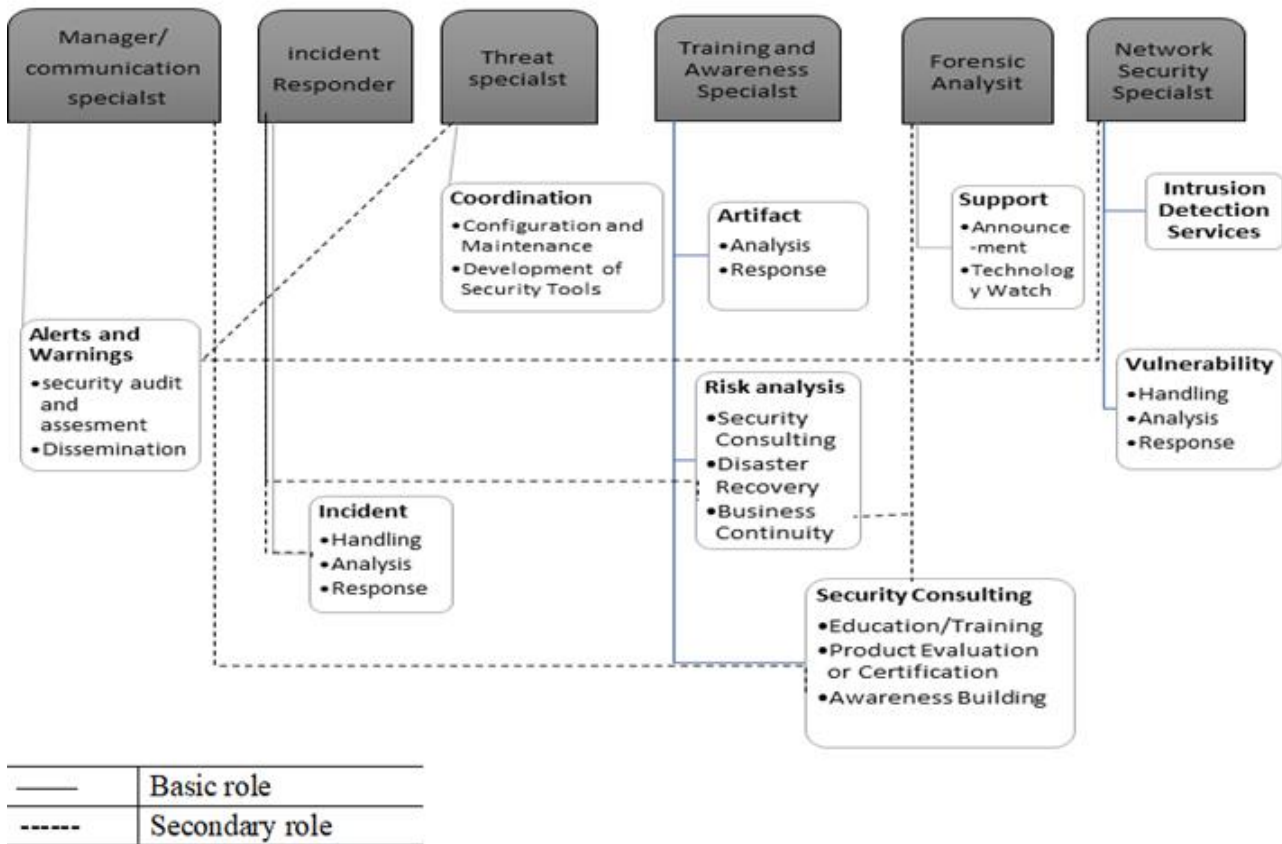 Manager/
communication
specialst
incident
Responder
Threat
specialst
Training and
Awareness
Specialst
Forensic
Analysit
Network
Security
Specialst
Coordination
•Configuration and
Maintenance
•Development of
Security Tools
Artifact
•Analysis
•Response
Support
•Announce
-ment
•Technolog
y Watch
Intrusion
Detection
Services
Alerts and
Warnings
•security audit
and
assesment
•Dissemination
Risk analysis
•Security
Consulting
•Disaster
Recovery
•Business
Continuity
Vulnerability
•Handling
•Analysis
•Response
Incident
•Handling
•Analysis
•Response
Security Consulting
•Education/Training
•Product Evaluation
or Certification
•Awareness Building
Basic role
Secondary role